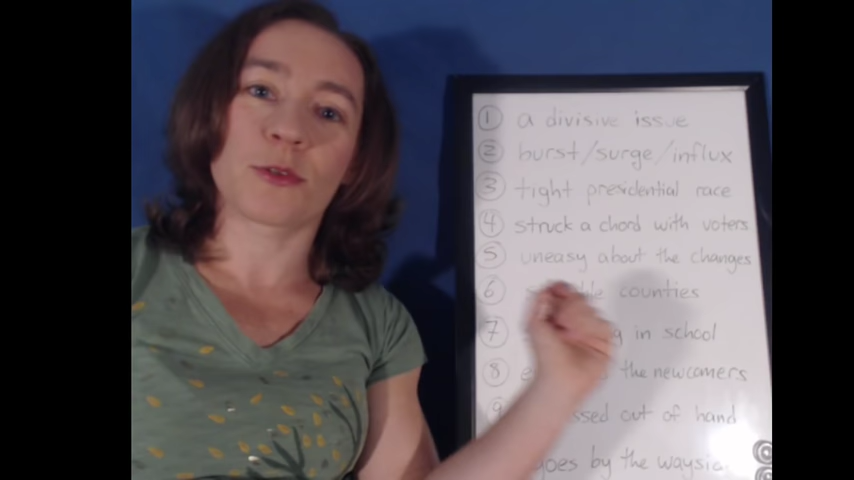 1 a divisive issue
2 burst/surge/influx
3 tight presidential race
4 struck a chord with voters
5 uneasy about the changes
6 counties
7 in school
8 the newcomers
9 out of hand
goes by the